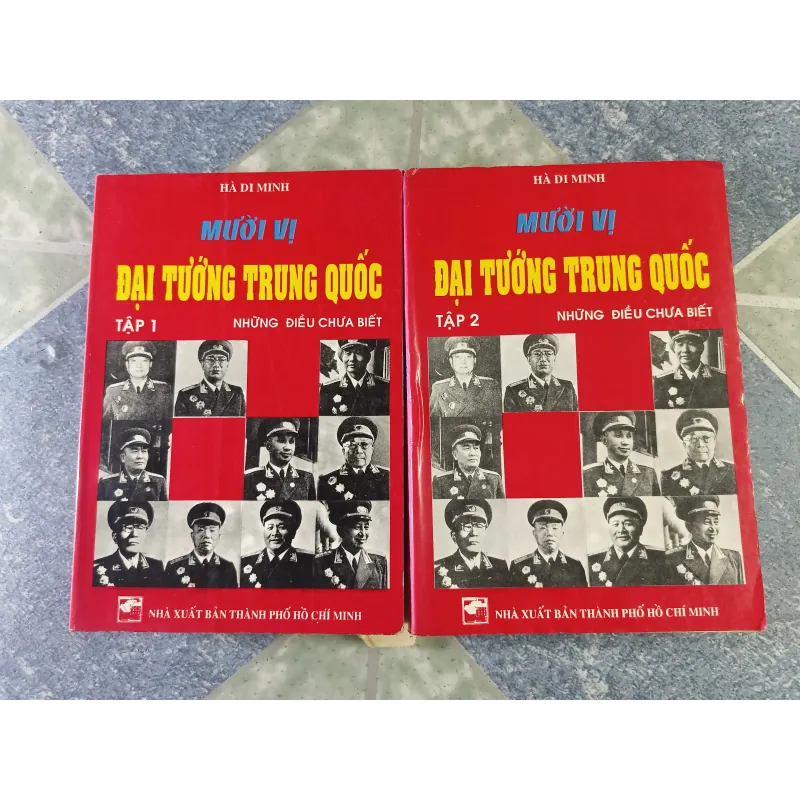 HÀ DI MINH
MƯỜI VỊ
ĐẠI TƯỚNG TRUNG QUỐC
TẬP 1 NHỮNG ĐIỀU CHƯA BIẾT
NHÀ XUẤT BẢN THÀNH PHỐ HỒ CHÍ MINH
HÀ DI MINH
MƯỜI VỊ
ĐẠI TƯỚNG TRUNG QUỐC
TẬP 2 NHỮNG ĐIỀU CHƯA BIẾT
NHÀ XUẤT BẢN THÀNH PHỐ HỒ CHÍ MINH